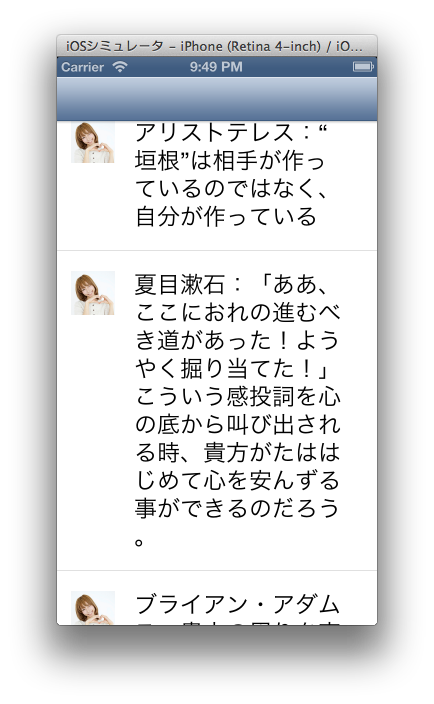 iOSシミュレータ – iPhone (Retina 4-inch) / iO...
Carrier 9:49 PM
アリストテレス：“
垣根”は相手が作っ
ているのではなく、
自分が作っている
夏目漱石：「ああ、
ここにおれの進むべ
き道があった！よう
やく掘り当てた！」
こういう感投詞を心
の底から叫び出され
る時、貴方がたはは
じめて心を安んずる
事ができるのだろう
。
ブライアン・アダム